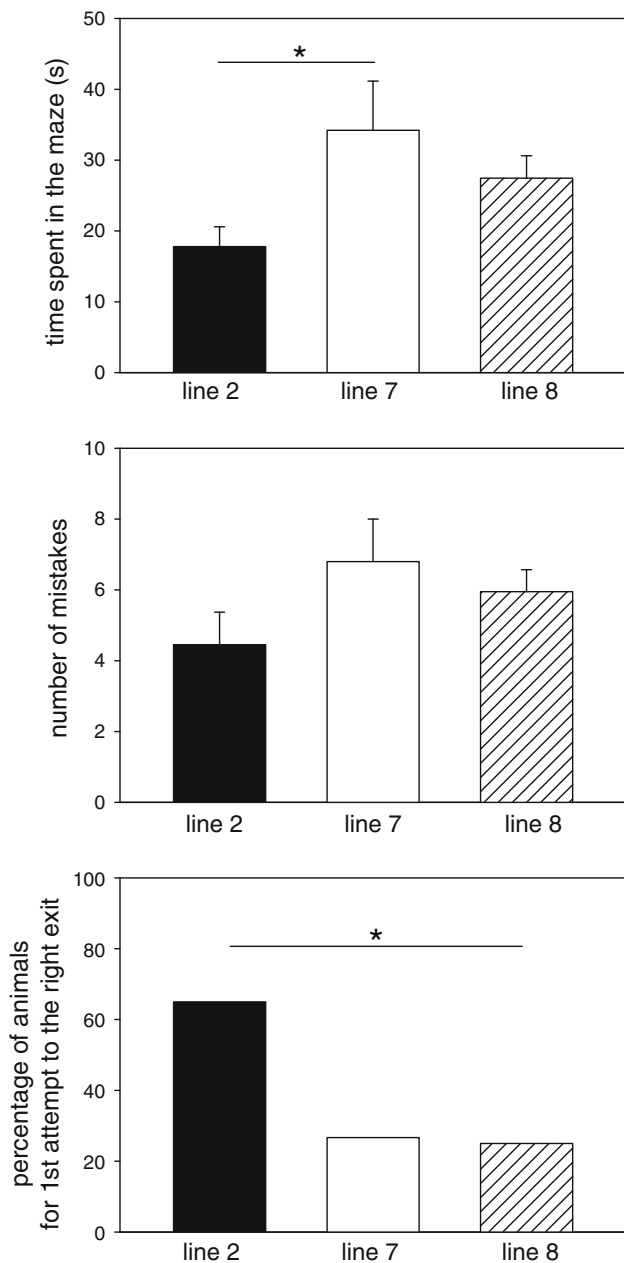 time spent in the maze (s)
50
40
30
20
10
0
*
line 2 line 7 line 8
number of mistakes
10
8
6
4
2
0
line 2 line 7 line 8
percentage of animals
for 1st attempt to the right exit
100
80
60
40
20
0
*
line 2 line 7 line 8